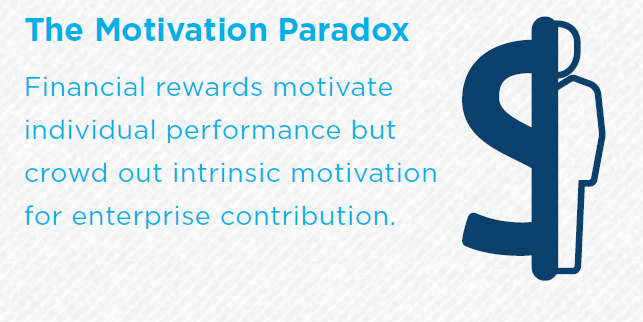 The Motivation Paradox
Financial rewards motivate
individual performance but
crowd out intrinsic motivation
for enterprise contribution.